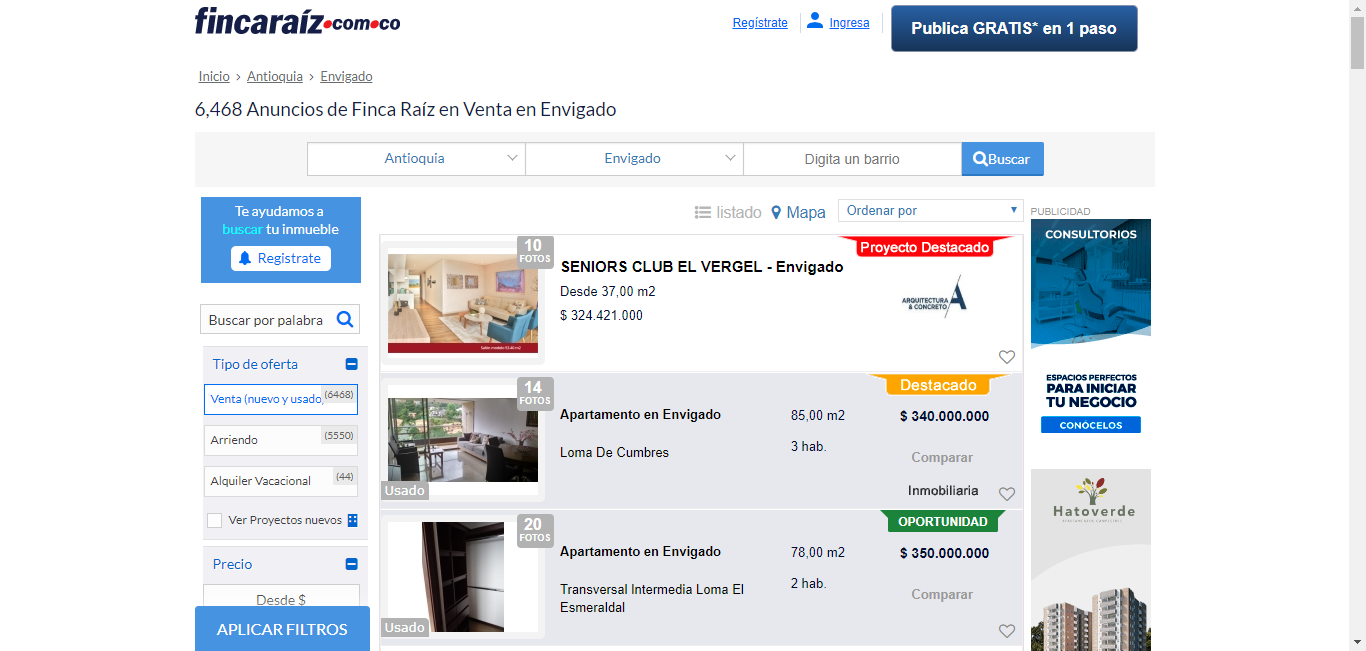 fincaraíz.com.co
Regístrate
Ingresa
Publica GRATIS* en 1 paso
Inicio › Antioquia › Envigado
6,468 Anuncios de Finca Raíz en Venta en Envigado
Antioquia
Envigado
Digita un barrio
Buscar
Te ayudamos a
buscar tu inmueble
Registrate
listado
Mapa
Ordenar por
PUBLICIDAD
Buscar por palabra
Tipo de oferta
Venta (nuevo y usado) (6468)
Arriendo (5550)
Alquiler Vacacional (44)
Ver Proyectos nuevos
Precio
Desde $
APLICAR FILTROS
10
FOTOS
Proyecto Destacado
SENIORS CLUB EL VERGEL - Envigado
Desde 37,00 m2
$ 324.421.000
ARQUITECTURA
& CONCRETO
14
FOTOS
Usado
Destacado
Apartamento en Envigado
85,00 m2
$ 340.000.000
Loma De Cumbres
3 hab.
Comparar
Inmobiliaria
20
FOTOS
Usado
OPORTUNIDAD
Apartamento en Envigado
78,00 m2
$ 350.000.000
Transversal Intermedia Loma El
Esmeraldal
2 hab.
Comparar
CONSULTORIOS
ESPACIOS PERFECTOS
PARA INICIAR
TU NEGOCIO
CONÓCELOS
Hatoverde